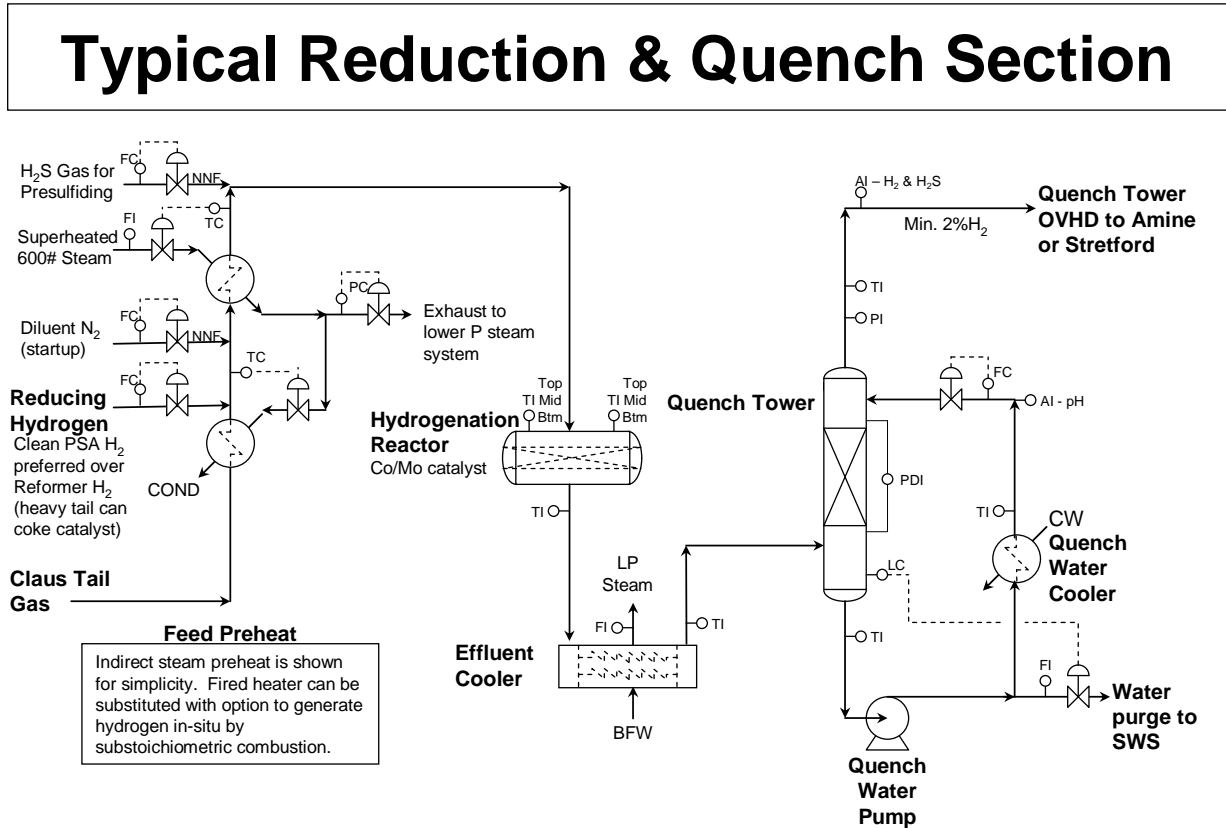 Typical Reduction & Quench Section
H₂S Gas for
Presulfiding
FC
NNF
TC
FI
Superheated
600# Steam
PC
Exhaust to
lower P steam
system
Diluent N₂
(startup)
FC
NNF
TC
FC
Reducing
Hydrogen
Clean PSA H₂
preferred over
Reformer H₂
(heavy tail can
coke catalyst)
COND
Claus Tail
Gas
Feed Preheat
Indirect steam preheat is shown
for simplicity. Fired heater can be
substituted with option to generate
hydrogen in-situ by
substoichiometric combustion.
Top
TI Mid
Btm
Top
TI Mid
Btm
Hydrogenation
Reactor
Co/Mo catalyst
TI
LP
Steam
FI
TI
Effluent
Cooler
BFW
AI – H₂ & H₂S
Min. 2%H₂
Quench Tower
OVHD to Amine
or Stretford
TI
PI
Quench Tower
FC
AI - pH
PDI
TI
CW
Quench
Water
Cooler
LC
TI
FI
Water
purge to
SWS
Quench
Water
Pump